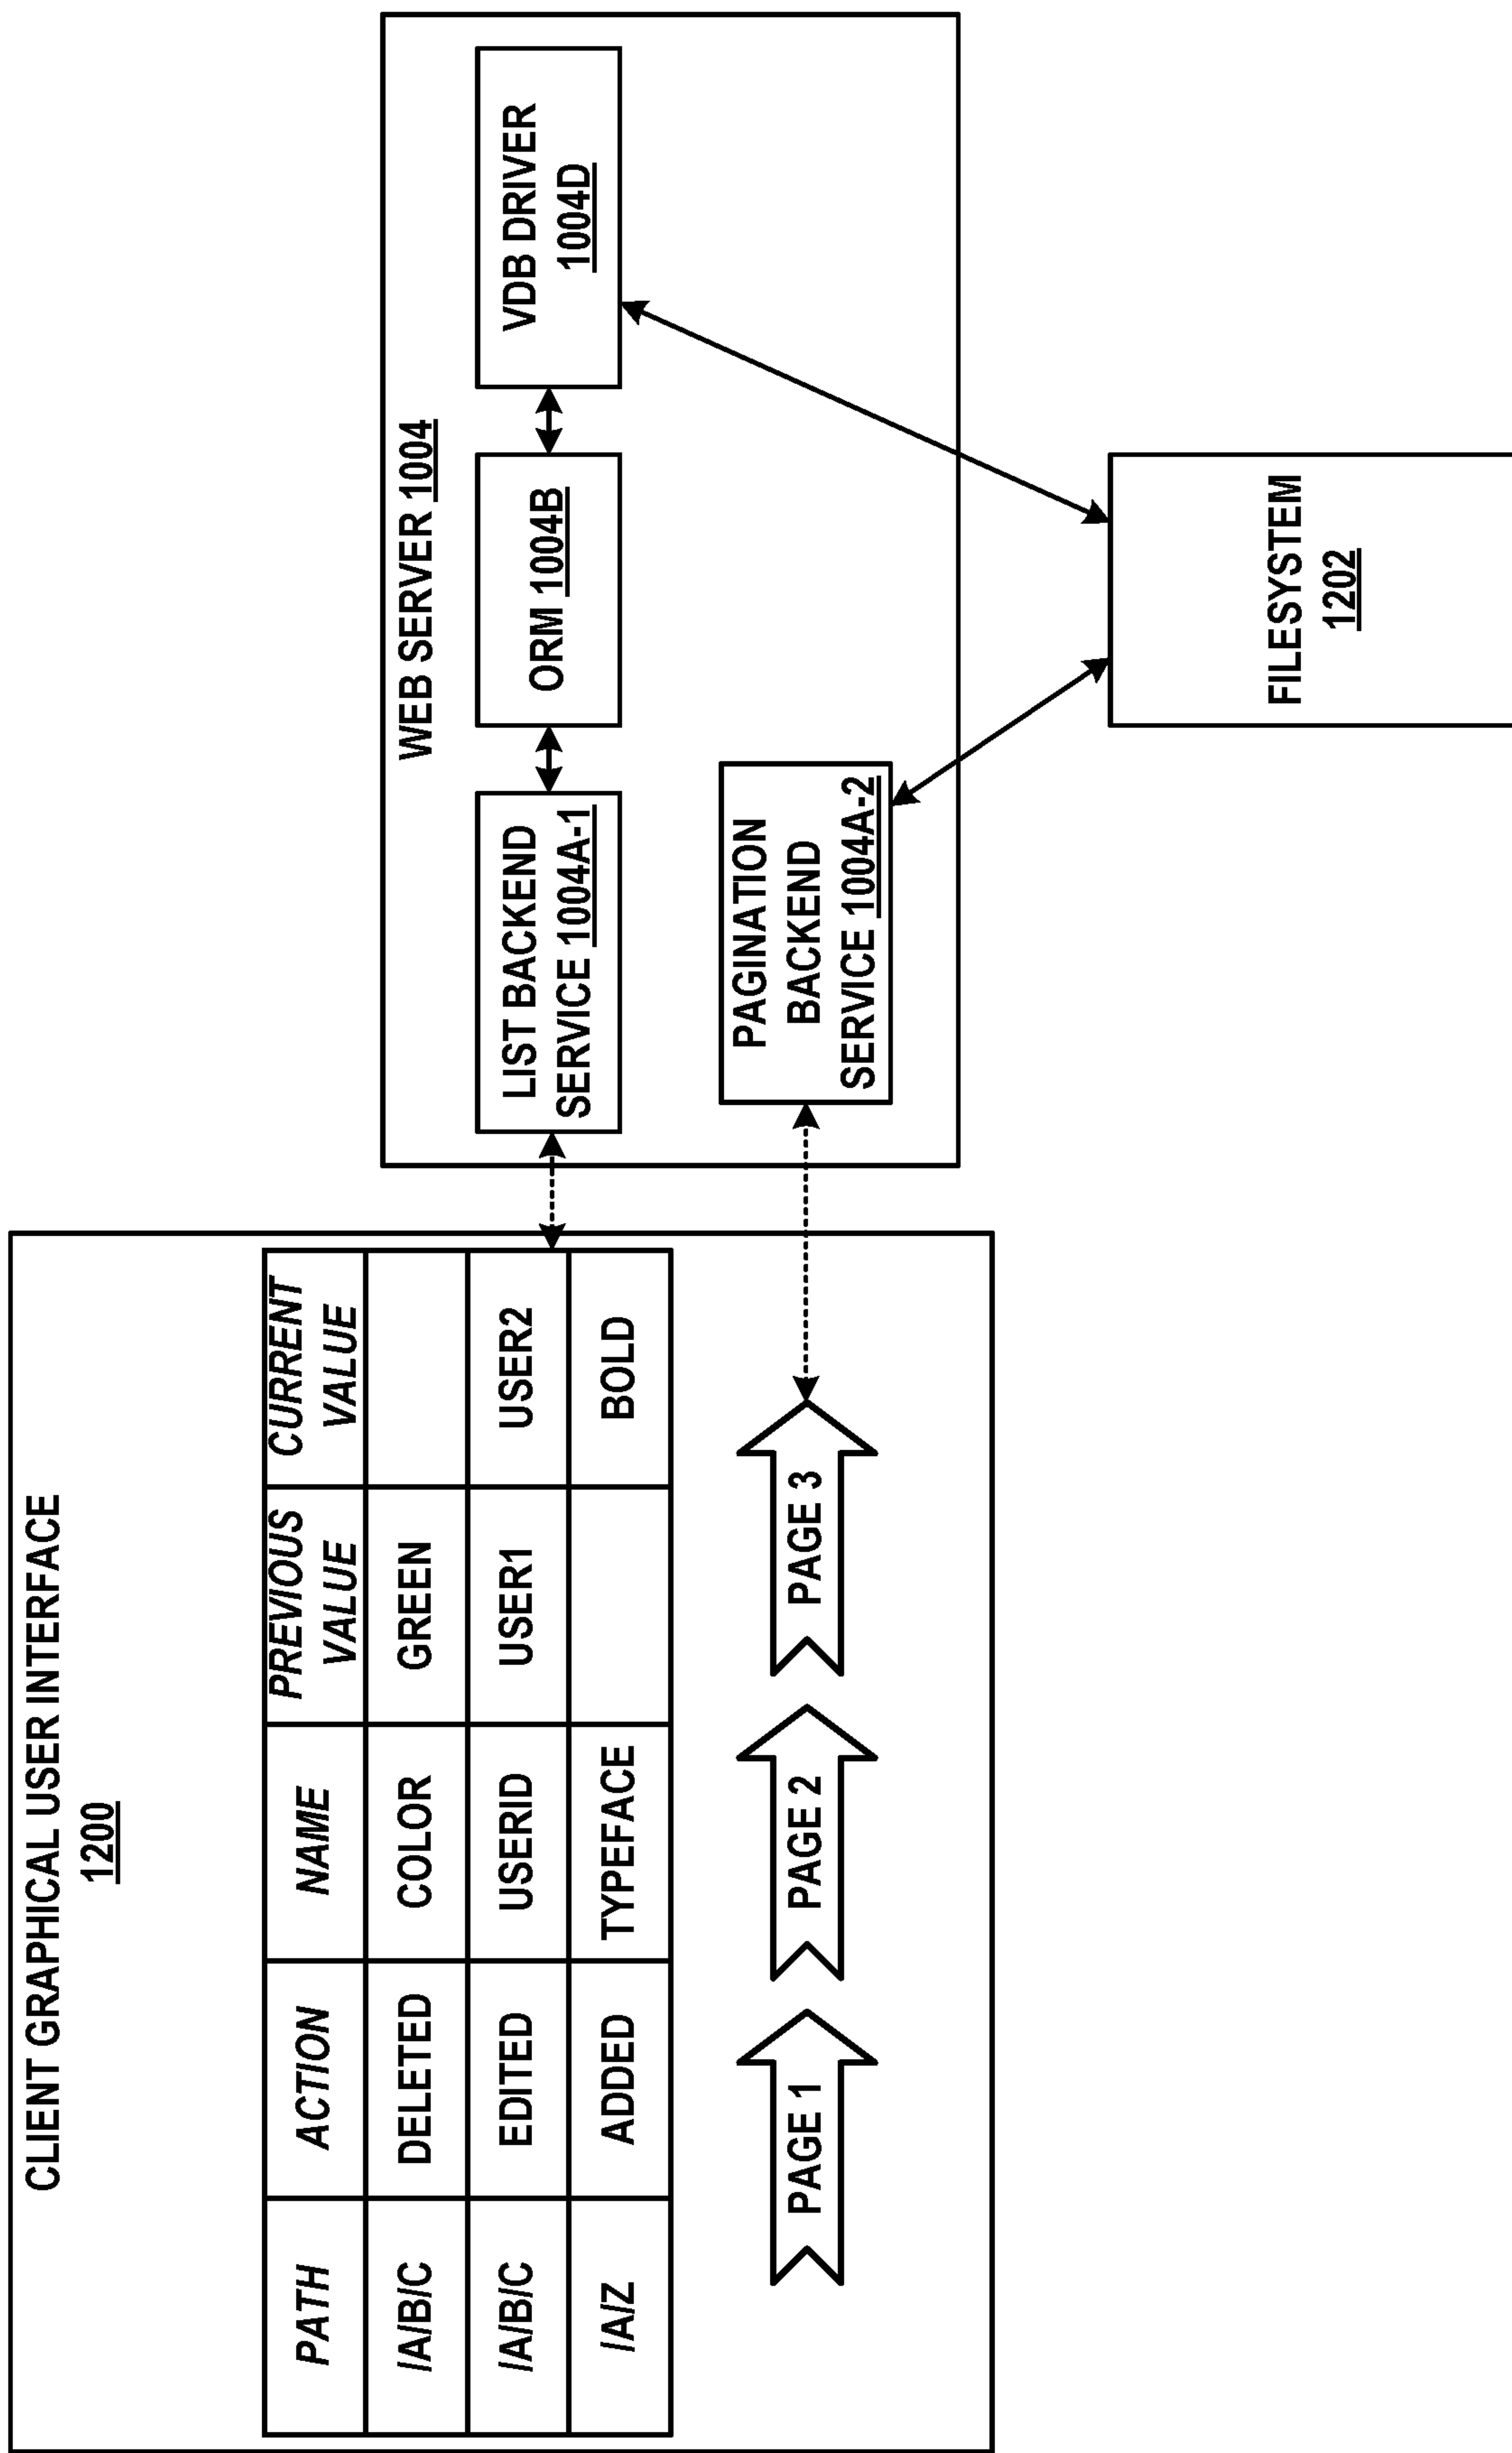 CLIENT GRAPHICAL USER INTERFACE
1200
PATH ACTION NAME PREVIOUS VALUE CURRENT VALUE
/A/B/C DELETED COLOR GREEN
/A/B/C EDITED USERID USER1 USER2
/A/Z ADDED TYPEFACE BOLD
PAGE 1 PAGE 2 PAGE 3
WEB SERVER 1004
LIST BACKEND
SERVICE 1004A-1
ORM 1004B
VDB DRIVER
1004D
PAGINATION
BACKEND
SERVICE 1004A-2
FILESYSTEM
1202